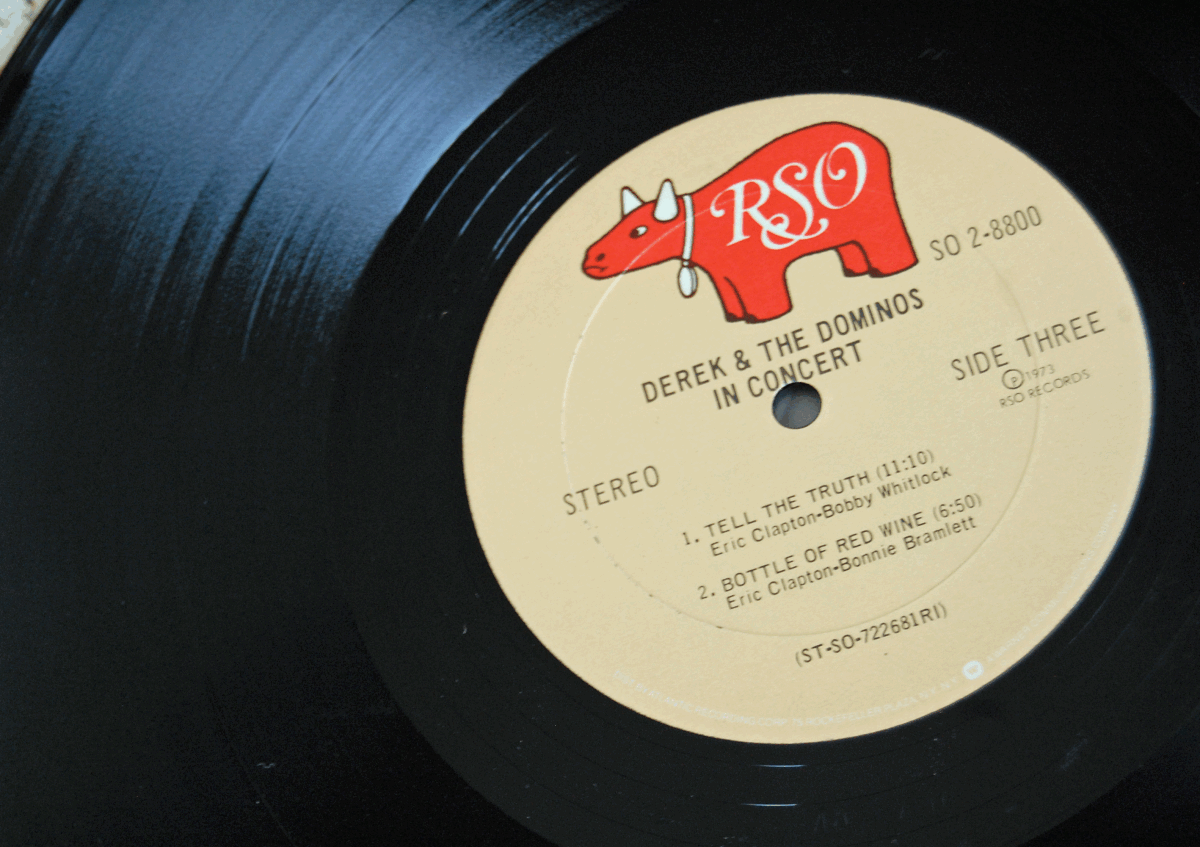 RSO
SO 2-8800
DEREK & THE DOMINOS
IN CONCERT
SIDE THREE
Ⓟ 1973
RSO RECORDS
STEREO
1. TELL THE TRUTH (11:10)
Eric Clapton-Bobby Whitlock
2. BOTTLE OF RED WINE (6:50)
Eric Clapton-Bonnie Bramlett
(ST-SO-722681RI)